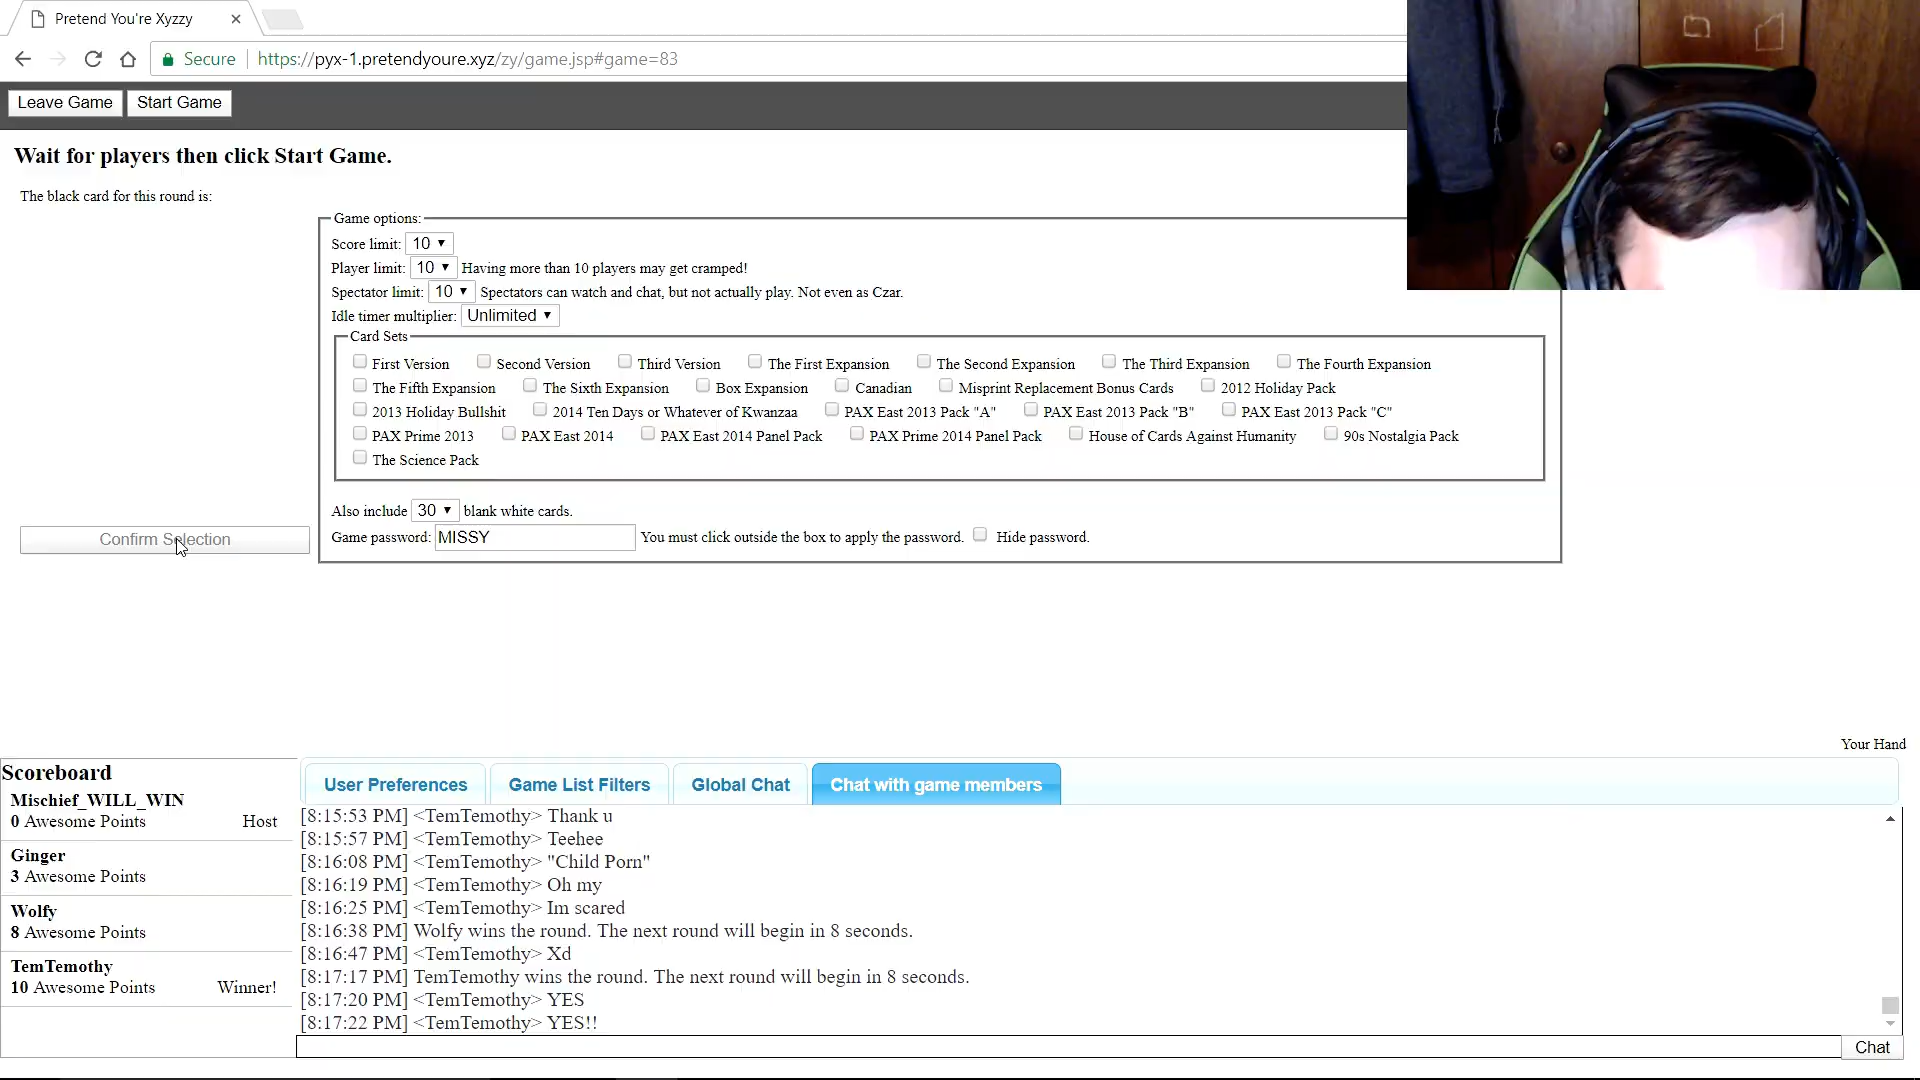 Pretend You're Xyzzy
Secure https://pyx-1.pretendyoure.xyz/zy/game.jsp#game=83
Leave Game Start Game
Wait for players then click Start Game.
The black card for this round is:
Game options:
Score limit: 10
Player limit: 10 Having more than 10 players may get cramped!
Spectator limit: 10 Spectators can watch and chat, but not actually play. Not even as Czar.
Idle timer multiplier: Unlimited
Card Sets
First Version Second Version Third Version The First Expansion The Second Expansion The Third Expansion The Fourth Expansion
The Fifth Expansion The Sixth Expansion Box Expansion Canadian Misprint Replacement Bonus Cards 2012 Holiday Pack
2013 Holiday Bullshit 2014 Ten Days or Whatever of Kwanzaa PAX East 2013 Pack "A" PAX East 2013 Pack "B" PAX East 2013 Pack "C"
PAX Prime 2013 PAX East 2014 PAX East 2014 Panel Pack PAX Prime 2014 Panel Pack House of Cards Against Humanity 90s Nostalgia Pack
The Science Pack
Also include 30 blank white cards.
Game password: MISSY You must click outside the box to apply the password. Hide password.
Confirm Selection
Your Hand
Scoreboard
Mischief_WILL_WIN
0 Awesome Points Host
Ginger
3 Awesome Points
Wolfy
8 Awesome Points
TemTemothy
10 Awesome Points Winner!
User Preferences Game List Filters Global Chat Chat with game members
[8:15:53 PM] <TemTemothy> Thank u
[8:15:57 PM] <TemTemothy> Teehee
[8:16:08 PM] <TemTemothy> "Child Porn"
[8:16:19 PM] <TemTemothy> Oh my
[8:16:25 PM] <TemTemothy> Im scared
[8:16:38 PM] Wolfy wins the round. The next round will begin in 8 seconds.
[8:16:47 PM] <TemTemothy> Xd
[8:17:17 PM] TemTemothy wins the round. The next round will begin in 8 seconds.
[8:17:20 PM] <TemTemothy> YES
[8:17:22 PM] <TemTemothy> YES!!
Chat